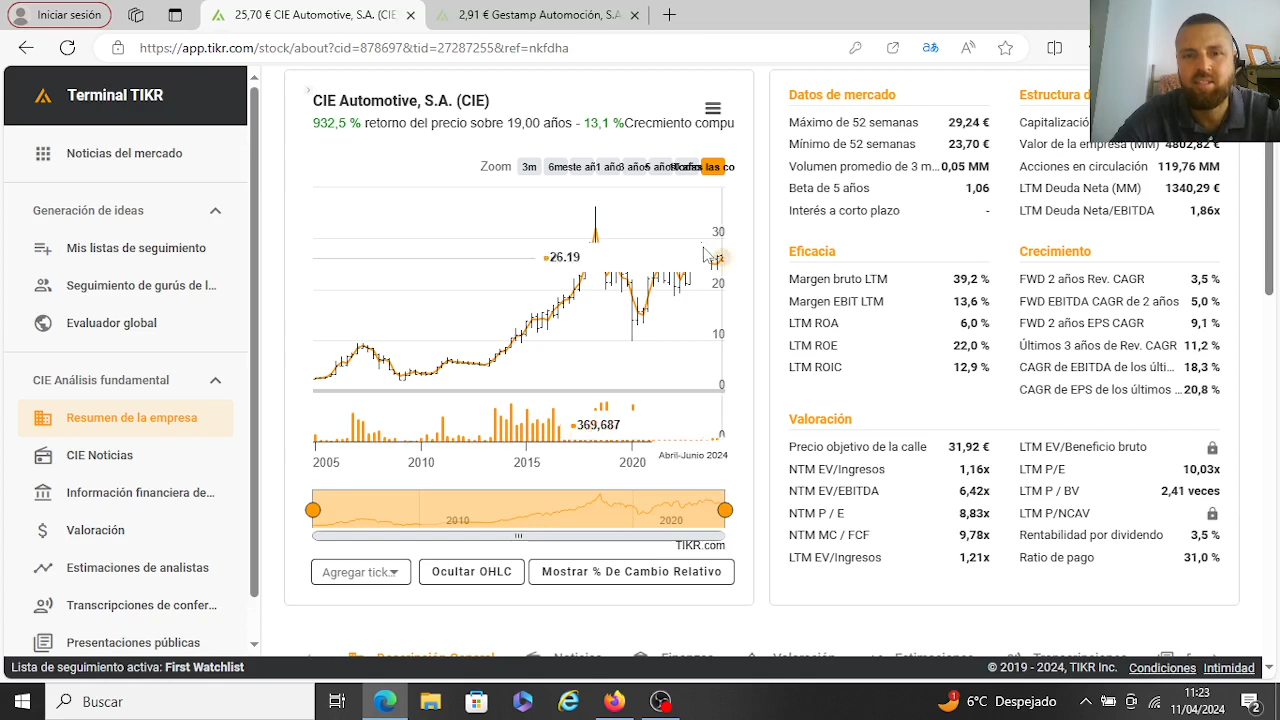 Iniciar sesión
25,70 € CIE Automotive, S.A. (CIE
2,91 € Gestamp Automoción, S.A.
https://app.tikr.com/stock/about?cid=878697&tid=27287255&ref=nkfdha
Terminal TIKR
Noticias del mercado
Generación de ideas
Mis listas de seguimiento
Seguimiento de gurús de l...
Evaluador global
CIE Análisis fundamental
Resumen de la empresa
CIE Noticias
Información financiera de...
Valoración
Estimaciones de analistas
Transcripciones de confer...
Presentaciones públicas
CIE Automotive, S.A. (CIE)
932,5 % retorno del precio sobre 19,00 años - 13,1 %Crecmiento compu
Zoom 3m
26.19
30
20
10
0
369,687
0
2005 2010 2015 2020
Abril-Junio 2024
2010 2020
TIKR.com
Agregar tick...
Ocultar OHLC
Mostrar % De Cambio Relativo
Datos de mercado
Máximo de 52 semanas 29,24 €
Mínimo de 52 semanas 23,70 €
Volumen promedio de 3 m... 0,05 MM
Beta de 5 años 1,06
Interés a corto plazo -
Eficacia
Margen bruto LTM 39,2 %
Margen EBIT LTM 13,6 %
LTM ROA 6,0 %
LTM ROE 22,0 %
LTM ROIC 12,9 %
Valoración
Precio objetivo de la calle 31,92 €
NTM EV/Ingresos 1,16x
NTM EV/EBITDA 6,42x
NTM P / E 8,83x
NTM MC / FCF 9,78x
LTM EV/Ingresos 1,21x
Estructura d
Capitalizació
Valor de la empresa (MM) 4802,82 €
Acciones en circulación 119,76 MM
LTM Deuda Neta (MM) 1340,29 €
LTM Deuda Neta/EBITDA 1,86x
Crecimiento
FWD 2 años Rev. CAGR 3,5 %
FWD EBITDA CAGR de 2 años 5,0 %
FWD 2 años EPS CAGR 9,1 %
Últimos 3 años de Rev. CAGR 11,2 %
CAGR de EBITDA de los últi... 18,3 %
CAGR de EPS de los últimos ... 20,8 %
LTM EV/Beneficio bruto
LTM P/E 10,03x
LTM P / BV 2,41 veces
LTM P/NCAV
Rentabilidad por dividendo 3,5 %
Ratio de pago 31,0 %
Lista de seguimiento activa: First Watchlist
© 2019 - 2024, TIKR Inc. Condiciones Intimidad
Buscar
1
6°C Despejado
11:23
11/04/2024
2